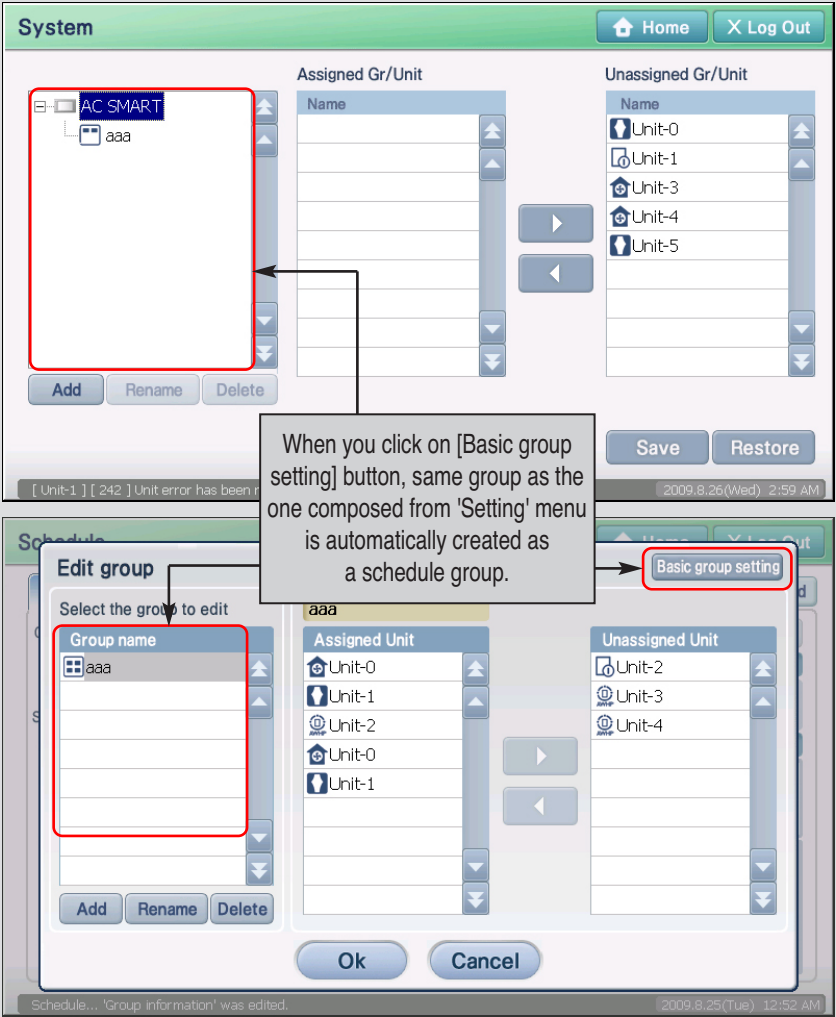 System
Home
X Log Out
AC SMART
aaa
Assigned Gr/Unit
Name
Unassigned Gr/Unit
Name
Unit-0
Unit-1
Unit-3
Unit-4
Unit-5
Add
Rename
Delete
Save
Restore
[ Unit-1 ] [ 242 ] Unit error has been
2009.8.26(Wed) 2:59 AM
When you click on [Basic group
setting] button, same group as the
one composed from 'Setting' menu
is automatically created as
a schedule group.
Schedule
Home
X Log Out
Edit group
Basic group setting
Select the group to edit
Group name
aaa
aaa
Assigned Unit
Unit-0
Unit-1
Unit-2
Unit-0
Unit-1
Unassigned Unit
Unit-2
Unit-3
Unit-4
Add
Rename
Delete
Ok
Cancel
Schedule... 'Group information' was edited.
2009.8.25(Tue) 12:52 AM